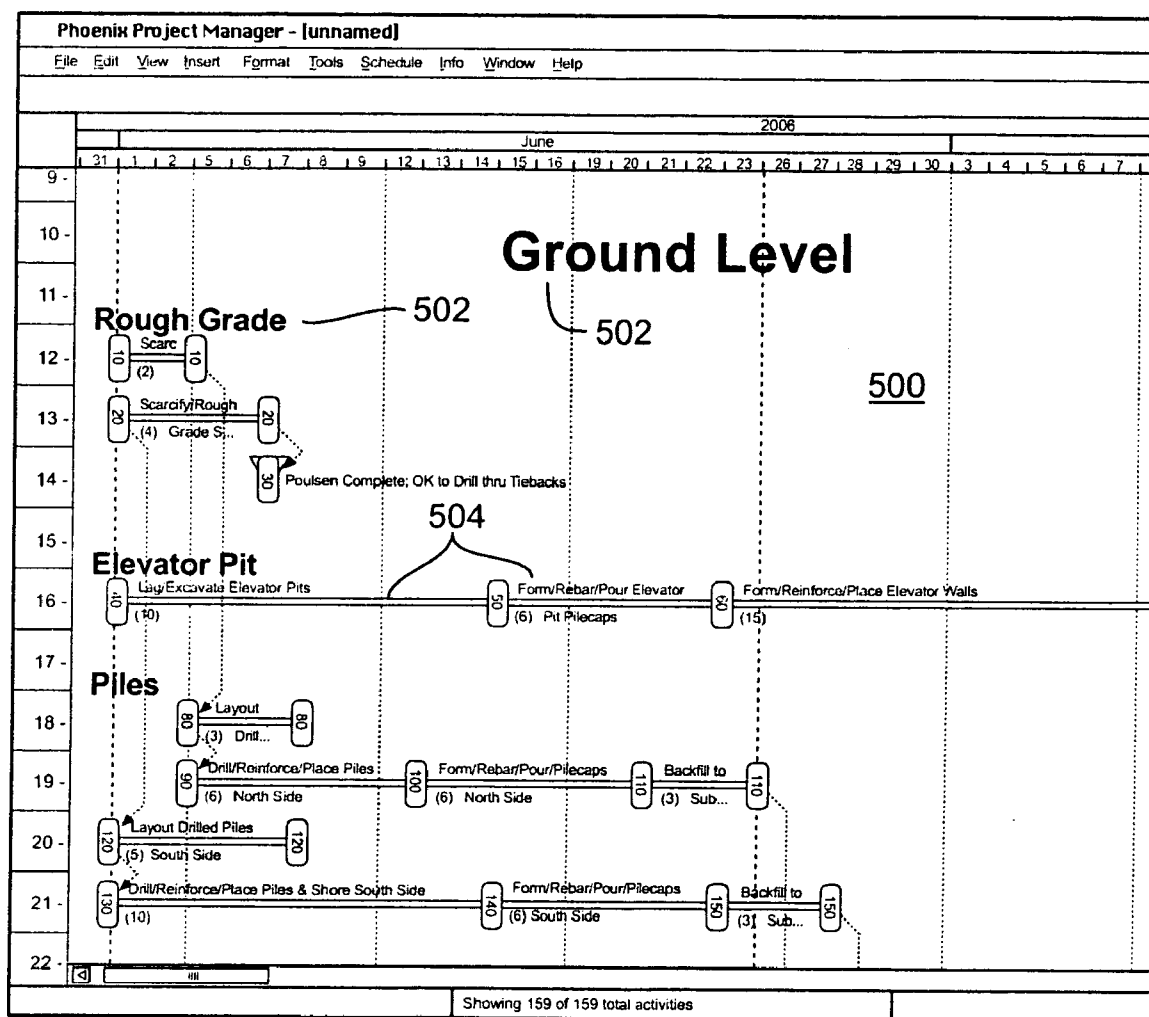 Phoenix Project Manager - [unnamed]
File Edit View Insert Format Tools Schedule Info Window Help
2006
June
31 1 2 5 6 7 8 9 12 13 14 15 16 19 20 21 22 23 26 27 28 29 30 3 4 5 6 7
9 -
10 -
Ground Level
11 -
Rough Grade 502
502
Scarc
12 - 10 10
(2)
500
Scarcify/Rough
13 - 20 20
(4) Grade S...
14 - 30 Poulsen Complete; OK to Drill thru Tiebacks
504
15 -
Elevator Pit
Lag/Excavate Elevator Pits Form/Rebar/Pour Elevator Form/Reinforce/Place Elevator Walls
16 - 40 50 60
(10) (6) Pit Pilecaps (15)
17 -
Piles
Layout
18 - 80 80
(3) Drill...
Drill/Reinforce/Place Piles Form/Rebar/Pour/Pilecaps Backfill to
19 - 90 100 110 110
(6) North Side (6) North Side (3) Sub...
Layout Drilled Piles
20 - 120 120
(5) South Side
Drill/Reinforce/Place Piles & Shore South Side Form/Rebar/Pour/Pilecaps Backfill to
21 - 130 140 150 150
(10) (6) South Side (3) Sub...
22 -
Showing 159 of 159 total activities